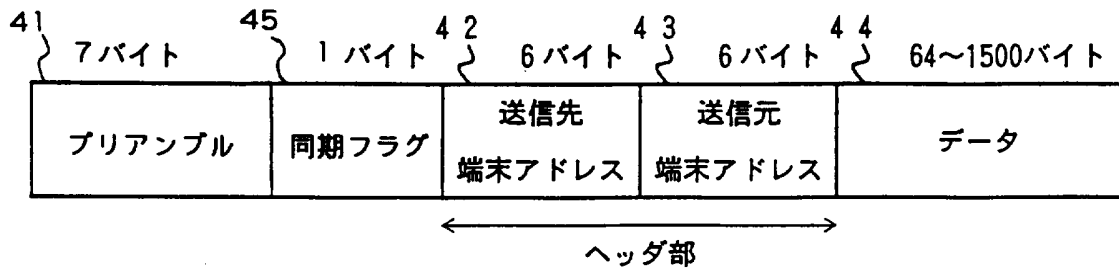 41 7バイト 45 1バイト 42 6バイト 43 6バイト 44 64~1500バイト
プリアンブル 同期フラグ 送信先 送信元 データ
端末アドレス 端末アドレス
ヘッダ部